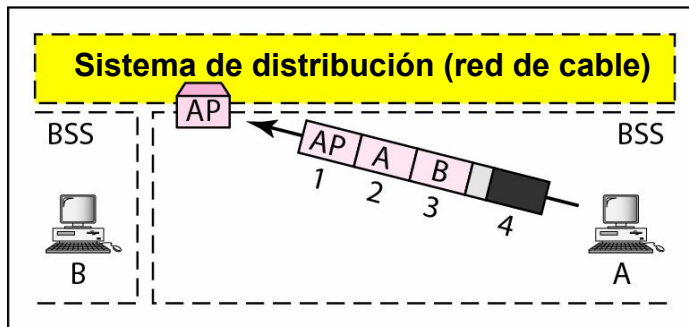 Sistema de distribución (red de cable)
AP
BSS
BSS
AP A B
1 2 3 4
B
A